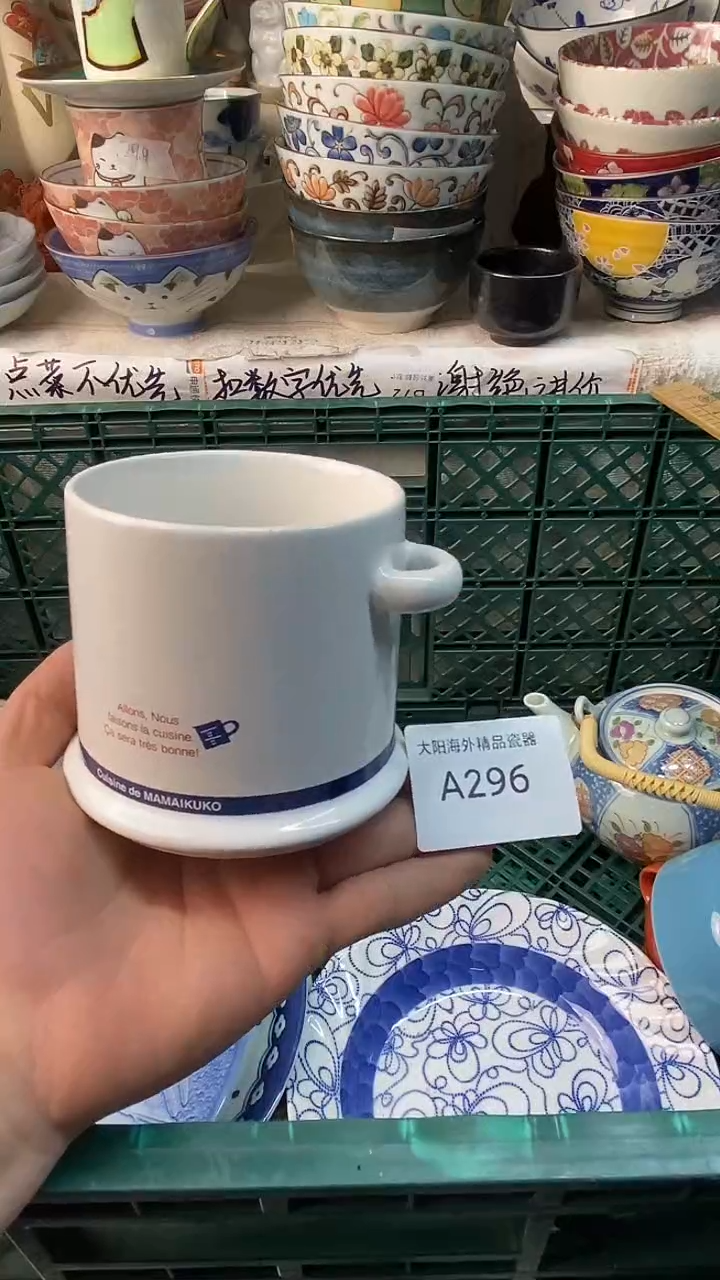 点菜不优先 扣数字优先 谢绝讲价
Allons, Nous
faisons la cuisine
Ça sera très bonne!
Cuisine de MAMAIKUKO
大阳海外精品瓷器
A296